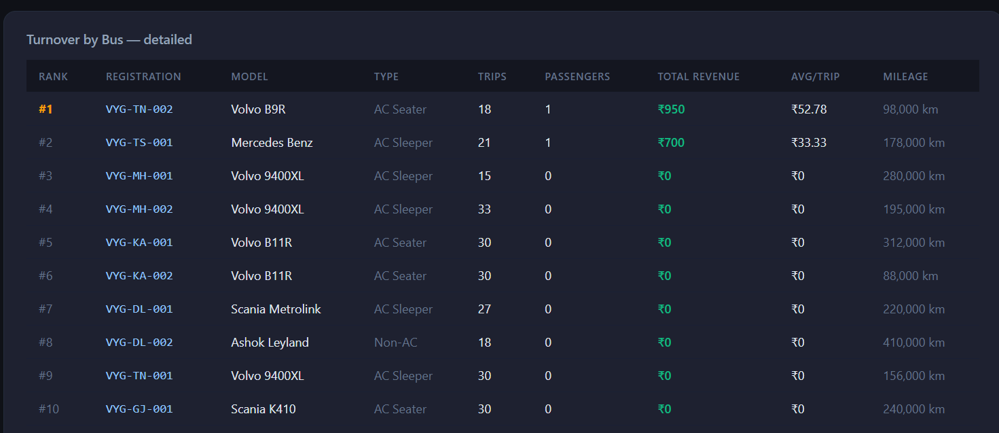 Turnover by Bus — detailed
RANK REGISTRATION MODEL TYPE TRIPS PASSENGERS TOTAL REVENUE AVG/TRIP MILEAGE
#1 VYG-TN-002 Volvo B9R AC Seater 18 1 ₹950 ₹52.78 98,000 km
#2 VYG-TS-001 Mercedes Benz AC Sleeper 21 1 ₹700 ₹33.33 178,000 km
#3 VYG-MH-001 Volvo 9400XL AC Sleeper 15 0 ₹0 ₹0 280,000 km
#4 VYG-MH-002 Volvo 9400XL AC Sleeper 33 0 ₹0 ₹0 195,000 km
#5 VYG-KA-001 Volvo B11R AC Seater 30 0 ₹0 ₹0 312,000 km
#6 VYG-KA-002 Volvo B11R AC Seater 30 0 ₹0 ₹0 88,000 km
#7 VYG-DL-001 Scania Metrolink AC Sleeper 27 0 ₹0 ₹0 220,000 km
#8 VYG-DL-002 Ashok Leyland Non-AC 18 0 ₹0 ₹0 410,000 km
#9 VYG-TN-001 Volvo 9400XL AC Sleeper 30 0 ₹0 ₹0 156,000 km
#10 VYG-GJ-001 Scania K410 AC Seater 30 0 ₹0 ₹0 240,000 km